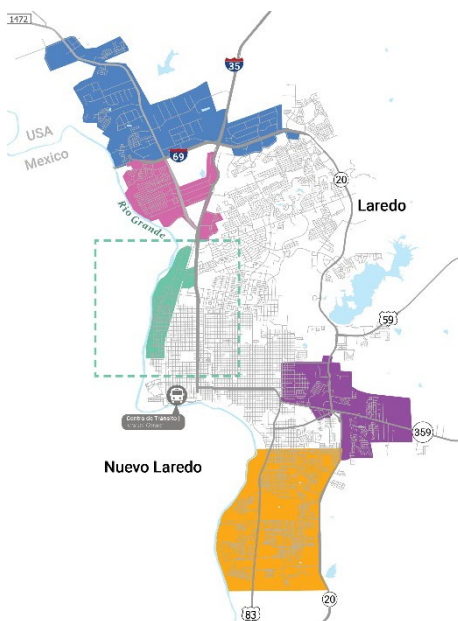 1472
35
USA
Mexico
69
Rio Grande
20
Laredo
59
Centro de Tránsito
359
Nuevo Laredo
20
83